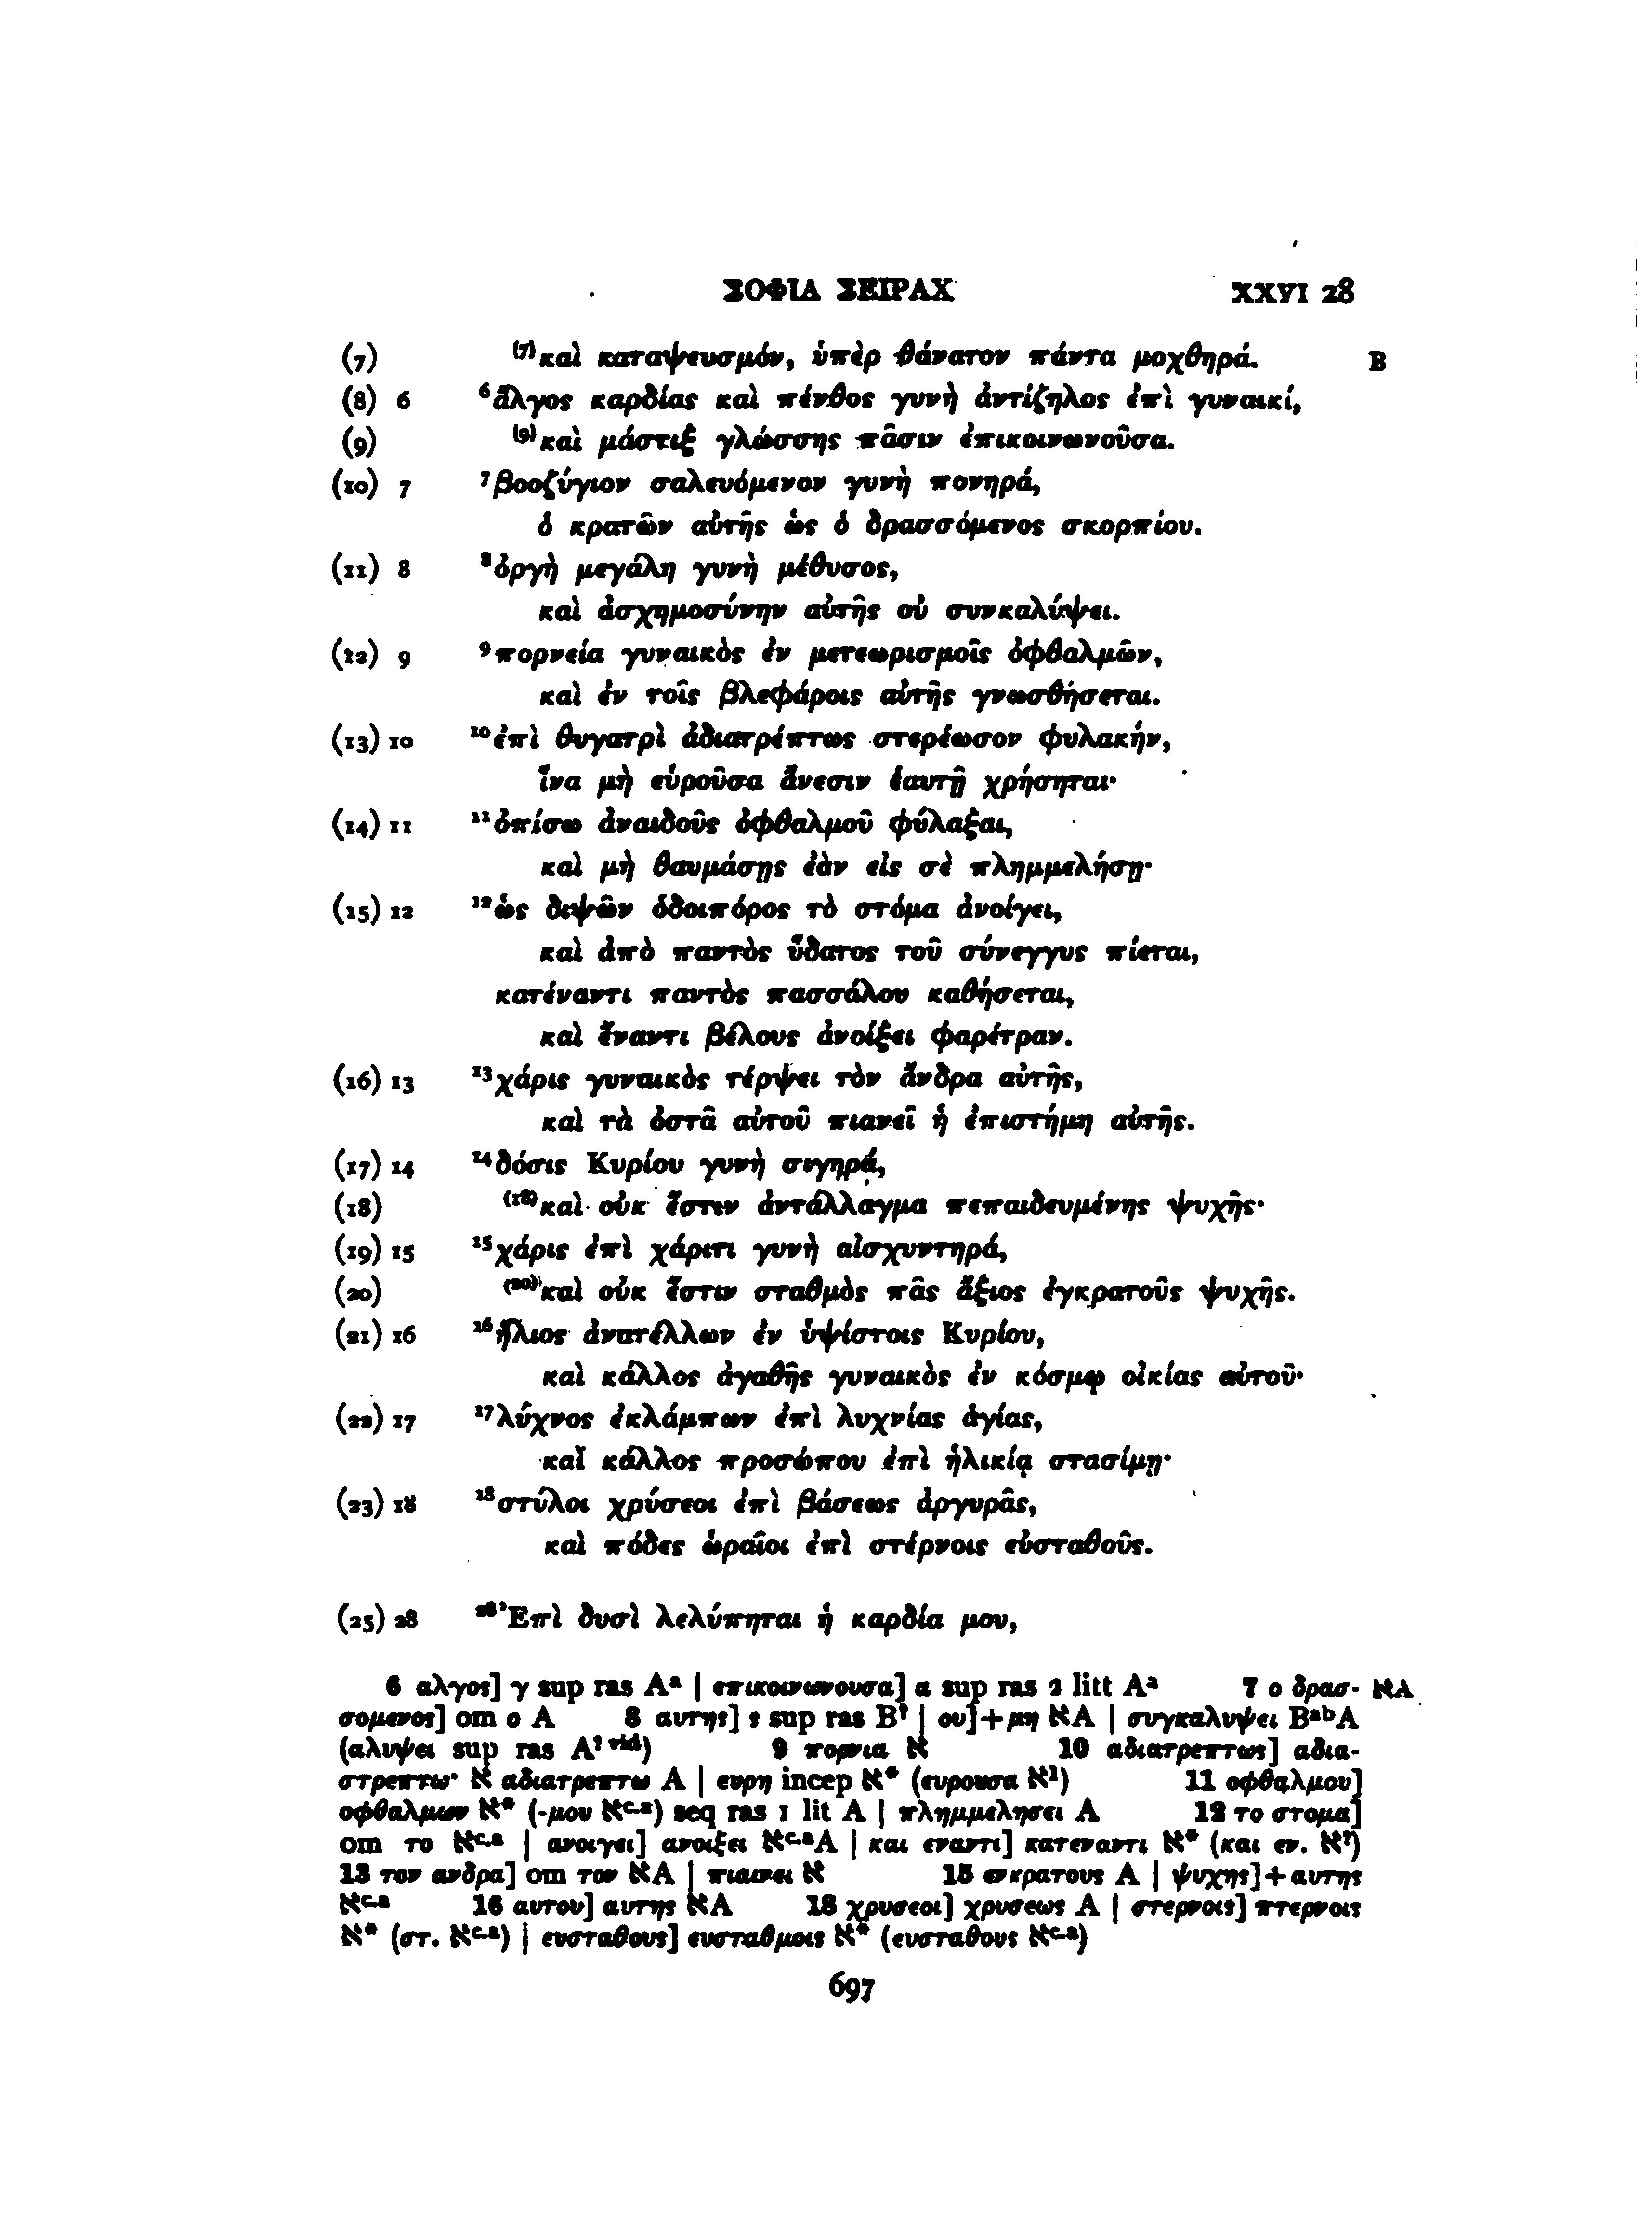 ΣΟΦΙΑ ΣΕΙΡΑΧ XXVI 28
(7) (7)καὶ καταψευσμόν, ὑπὲρ θάνατον πάντα μοχθηρά. B
(8) 6 6ἄλγος καρδίας καὶ πένθος γυνὴ ἀντίζηλος ἐπὶ γυναικί,
(9) (9)καὶ μάστιξ γλώσσης πᾶσιν ἐπικοινωνοῦσα.
(10) 7 7βοοζύγιον σαλευόμενον γυνὴ πονηρά,
ὁ κρατῶν αὐτῆς ὡς ὁ δρασσόμενος σκορπίου.
(11) 8 8ὀργὴ μεγάλη γυνὴ μέθυσος,
καὶ ἀσχημοσύνην αὐτῆς οὐ συνκαλύψει.
(12) 9 9πορνεία γυναικὸς ἐν μετεωρισμοῖς ὀφθαλμῶν,
καὶ ἐν τοῖς βλεφάροις αὐτῆς γνωσθήσεται.
(13) 10 10ἐπὶ θυγατρὶ ἀδιατρέπτως στερέωσον φυλακήν,
ἵνα μὴ εὑροῦσα ἄνεσιν ἑαυτῇ χρήσηται·
(14) 11 11ὀπίσω ἀναιδοῦς ὀφθαλμοῦ φύλαξαι,
καὶ μὴ θαυμάσῃς ἐὰν εἰς σὲ πλημμελήσῃ·
(15) 12 12ὡς διψῶν ὁδοιπόρος τὸ στόμα ἀνοίγει,
καὶ ἀπὸ παντὸς ὕδατος τοῦ σύνεγγυς πίεται,
κατέναντι παντὸς πασσάλου καθήσεται,
καὶ ἔναντι βέλους ἀνοίξει φαρέτραν.
(16) 13 13χάρις γυναικὸς τέρψει τὸν ἄνδρα αὐτῆς,
καὶ τὰ ὀστᾶ αὐτοῦ πιανεῖ ἡ ἐπιστήμη αὐτῆς.
(17) 14 14δόσις Κυρίου γυνὴ σιγηρά,
(18) (18)καὶ οὐκ ἔστιν ἀντάλλαγμα πεπαιδευμένης ψυχῆς·
(19) 15 15χάρις ἐπὶ χάριτι γυνὴ αἰσχυντηρά,
(20) (20)καὶ οὐκ ἔστιν σταθμὸς πᾶς ἄξιος ἐγκρατοῦς ψυχῆς.
(21) 16 16ἥλιος ἀνατέλλων ἐν ὑψίστοις Κυρίου,
καὶ κάλλος ἀγαθῆς γυναικὸς ἐν κόσμῳ οἰκίας αὐτοῦ·
(22) 17 17λύχνος ἐκλάμπων ἐπὶ λυχνίας ἁγίας,
καὶ κάλλος προσώπου ἐπὶ ἡλικίᾳ στασίμῃ·
(23) 18 18στύλοι χρύσεοι ἐπὶ βάσεως ἀργυρᾶς,
καὶ πόδες ὡραῖοι ἐπὶ στέρνοις εὐσταθοῦς.
(25) 28 28Ἐπὶ δυσὶ λελύπηται ἡ καρδία μου,
6 αλγος] γ sup ras Aᵃ | επικοινωνουσα] α sup ras 2 litt Aᵃ 7 ο δρασ- אA
σομενος] om ο A 8 αυτης] ς sup ras B? | ου]+μη אA | συγκαλυψει BᵃᵇA
(αλυψει sup ras A? ᵛⁱᵈ) 9 πορνια א 10 αδιατρεπτως] αδια-
στρεπτω· א αδιατρεπτω A | ευρη incep א* (ευρουσα א¹) 11 οφθαλμου]
οφθαλμων א* (-μου אᶜ·ᵃ) seq ras 1 lit A | πλημμελησει A 12 το στομα]
om το אᶜ·ᵃ | ανοιγει] ανοιξει אᶜ·ᵃA | και εναντι] κατεναντι א* (και εν. א?)
13 τον ανδρα] om τον אA | πιαινει א 15 ενκρατους A | ψυχης]+αυτης
אᶜ·ᵃ 16 αυτου] αυτης אA 18 χρυσεοι] χρυσεως A | στερνοις] πτερνοις
א* (στ. אᶜ·ᵃ) | ευσταθους] ευσταθμοις א* (ευσταθους אᶜ·ᵃ)
697